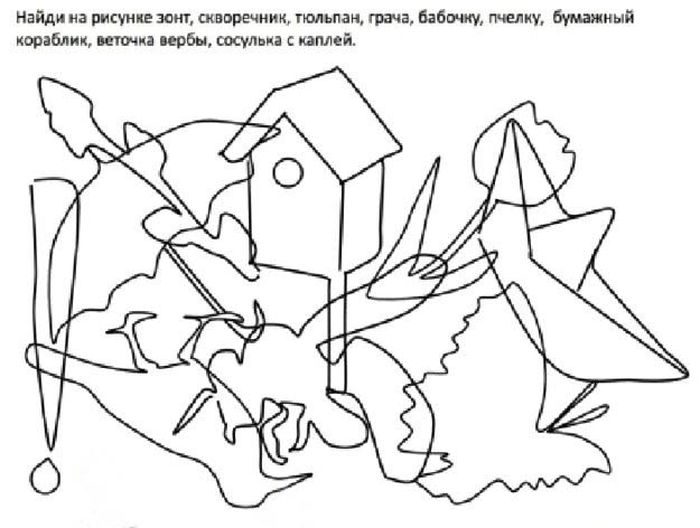 Найди на рисунке зонт, скворечник, тюльпан, грача, бабочку, пчелку, бумажный
кораблик, веточка вербы, сосулька с каплей.